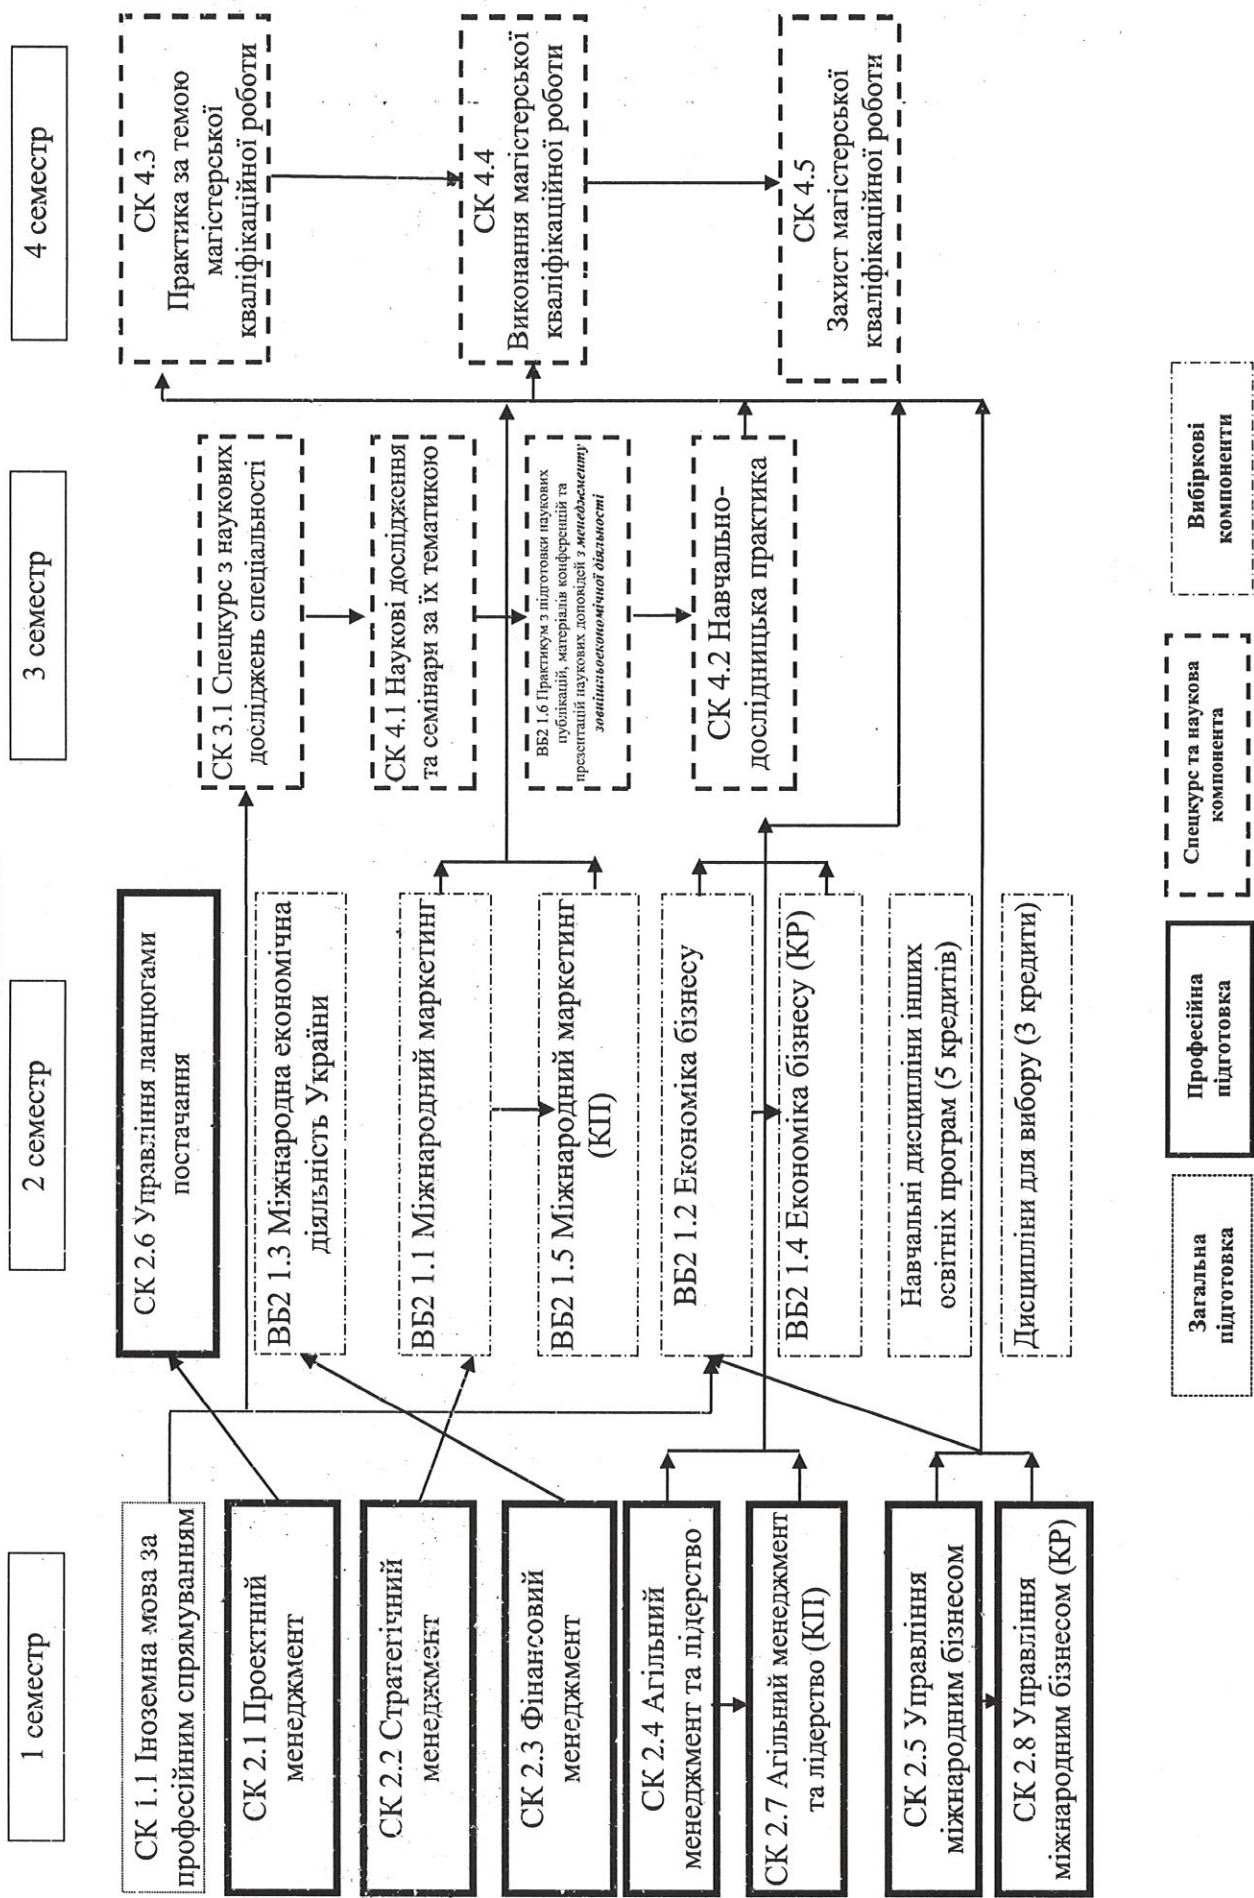 1 семестр
2 семестр
3 семестр
4 семестр
СК 1.1 Іноземна мова за
професійним спрямуванням
СК 2.1 Проектний
менеджмент
СК 2.2 Стратегічний
менеджмент
СК 2.3 Фінансовий
менеджмент
СК 2.4 Агільний
менеджмент та лідерство
СК 2.7 Агільний менеджмент
та лідерство (КП)
СК 2.5 Управління
міжнародним бізнесом
СК 2.8 Управління
міжнародним бізнесом (КР)
СК 2.6 Управління ланцюгами
постачання
ВБ2 1.3 Міжнародна економічна
діяльність України
ВБ2 1.1 Міжнародний маркетинг
ВБ2 1.5 Міжнародний маркетинг
(КП)
ВБ2 1.2 Економіка бізнесу
ВБ2 1.4 Економіка бізнесу (КР)
Навчальні дисципліни інших
освітніх програм (5 кредитів)
Дисципліни для вибору (3 кредити)
СК 3.1 Спецкурс з наукових
досліджень спеціальності
СК 4.1 Наукові дослідження
та семінари за їх тематикою
ВБ2 1.6 Практикум з підготовки наукових
публікацій, матеріалів конференцій та
презентацій наукових доповідей з менеджменту
зовнішньоекономічної діяльності
СК 4.2 Навчально-
дослідницька практика
СК 4.3
Практика за темою
магістерської
кваліфікаційної роботи
СК 4.4
Виконання магістерської
кваліфікаційної роботи
СК 4.5
Захист магістерської
кваліфікаційної роботи
Загальна
підготовка
Професійна
підготовка
Спецкурс та наукова
компонента
Вибіркові
компоненти